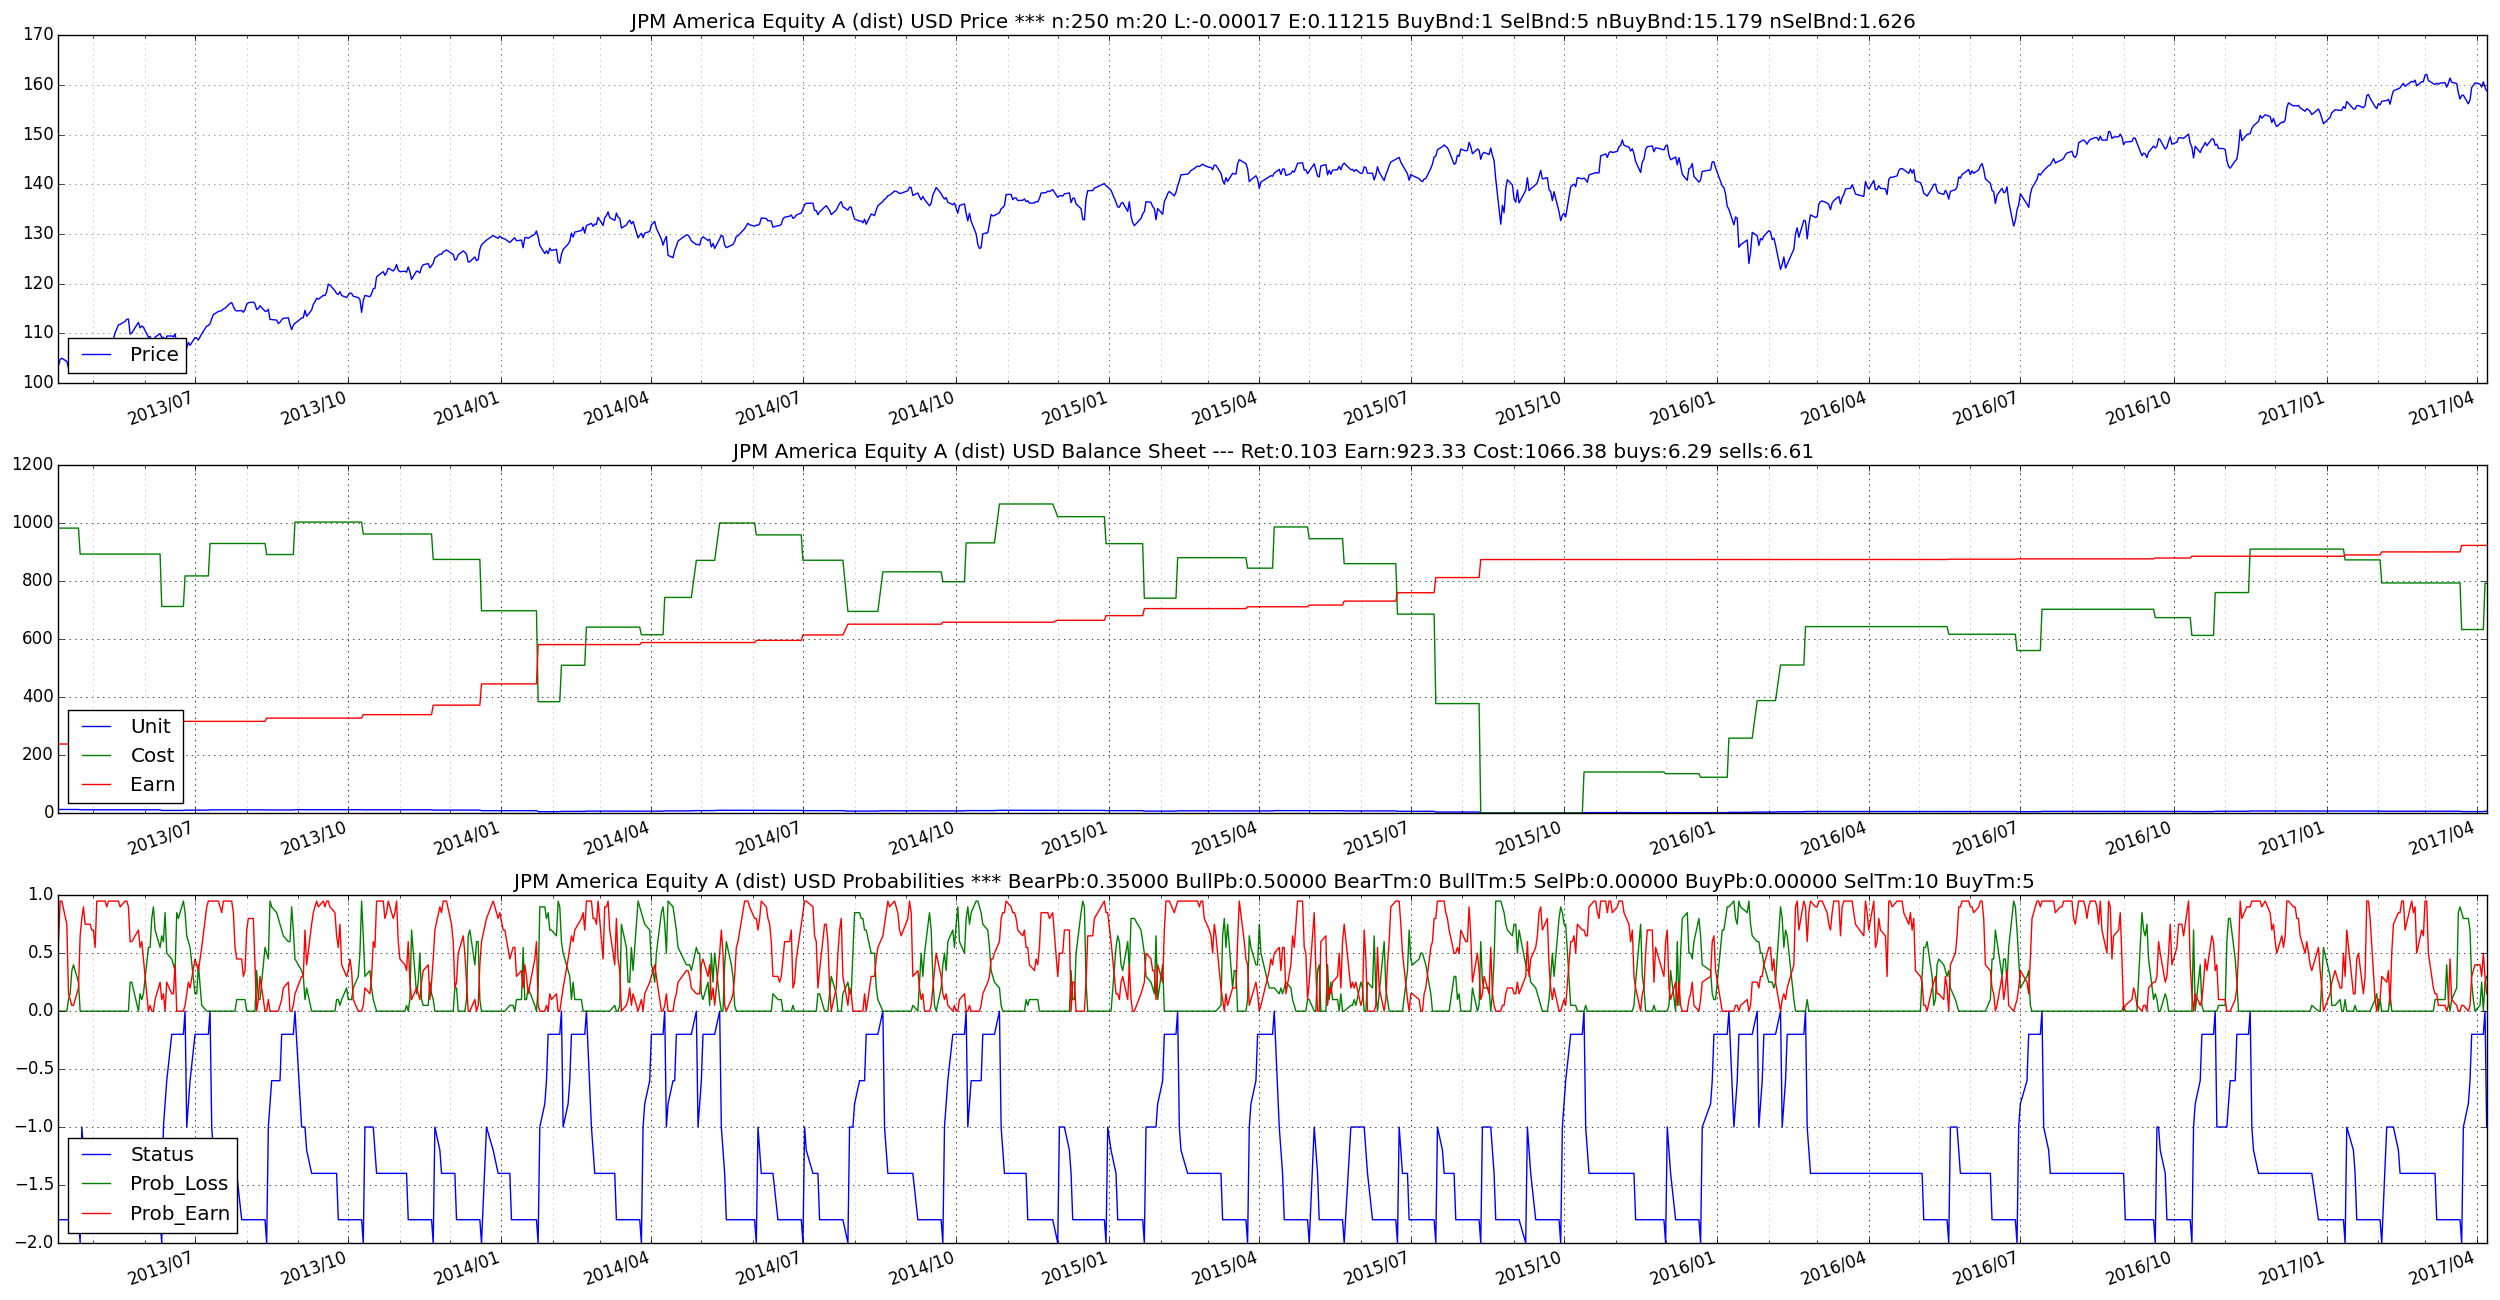 JPM America Equity A (dist) USD Price *** n:250 m:20 L:-0.00017 E:0.11215 BuyBnd:1 SelBnd:5 nBuyBnd:15.179 nSelBnd:1.626
170
160
150
140
130
120
110
100
Price
2013/07 2013/10 2014/01 2014/04 2014/07 2014/10 2015/01 2015/04 2015/07 2015/10 2016/01 2016/04 2016/07 2016/10 2017/01 2017/04
JPM America Equity A (dist) USD Balance Sheet --- Ret:0.103 Earn:923.33 Cost:1066.38 buys:6.29 sells:6.61
1200
1000
800
600
400
200
0
Unit
Cost
Earn
2013/07 2013/10 2014/01 2014/04 2014/07 2014/10 2015/01 2015/04 2015/07 2015/10 2016/01 2016/04 2016/07 2016/10 2017/01 2017/04
JPM America Equity A (dist) USD Probabilities *** BearPb:0.35000 BullPb:0.50000 BearTm:0 BullTm:5 SelPb:0.00000 BuyPb:0.00000 SelTm:10 BuyTm:5
1.0
0.5
0.0
−0.5
−1.0
−1.5
−2.0
Status
Prob_Loss
Prob_Earn
2013/07 2013/10 2014/01 2014/04 2014/07 2014/10 2015/01 2015/04 2015/07 2015/10 2016/01 2016/04 2016/07 2016/10 2017/01 2017/04